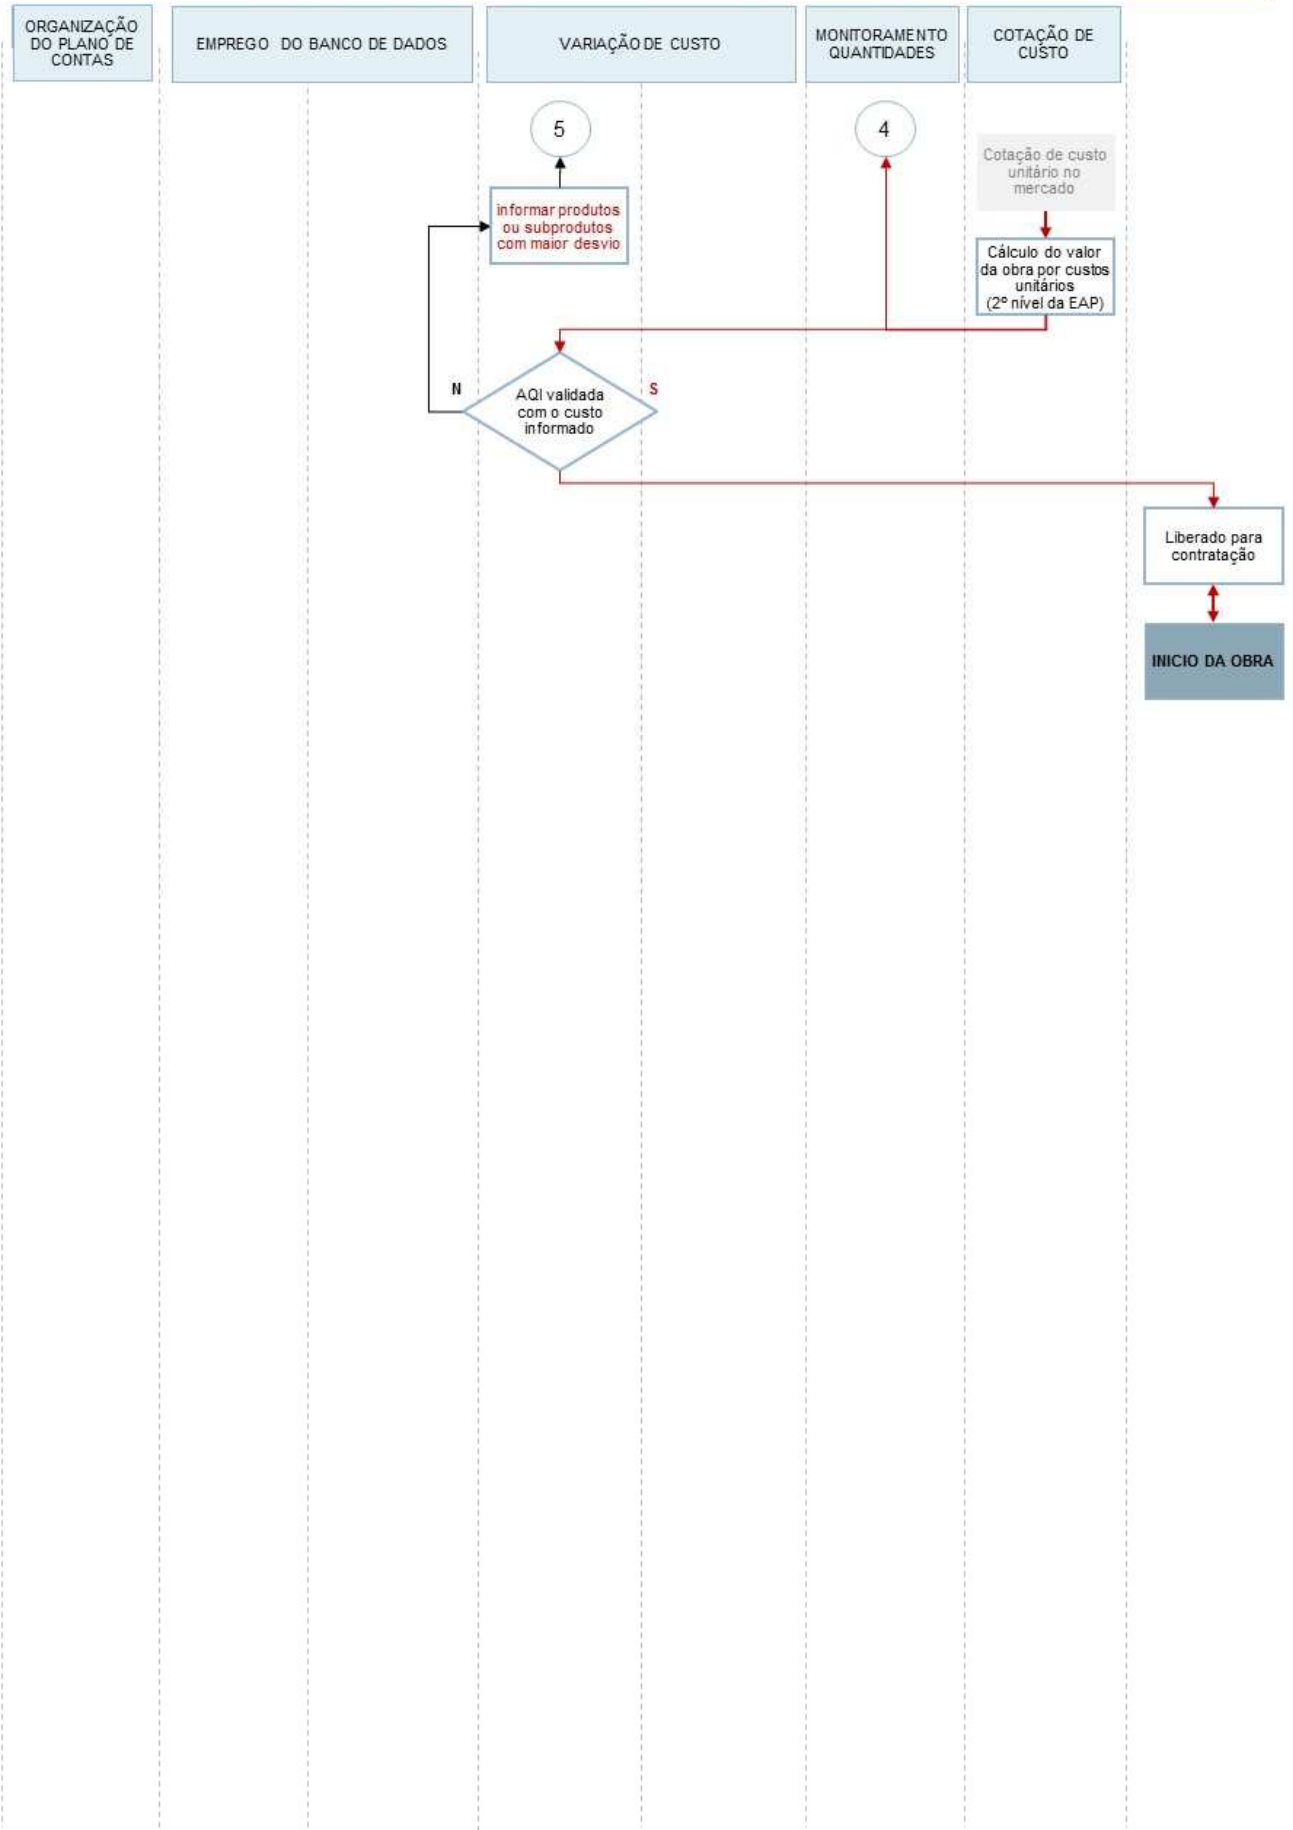 ORGANIZAÇÃO
DO PLANO DE
CONTAS
EMPREGO DO BANCO DE DADOS
VARIAÇÃO DE CUSTO
MONITORAMENTO
QUANTIDADES
COTAÇÃO DE
CUSTO
5
4
Cotação de custo
unitário no
mercado
informar produtos
ou subprodutos
com maior desvio
Cálculo do valor
da obra por custos
unitários
(2º nível da EAP)
N
AQI validada
com o custo
informado
S
Liberado para
contratação
INICIO DA OBRA